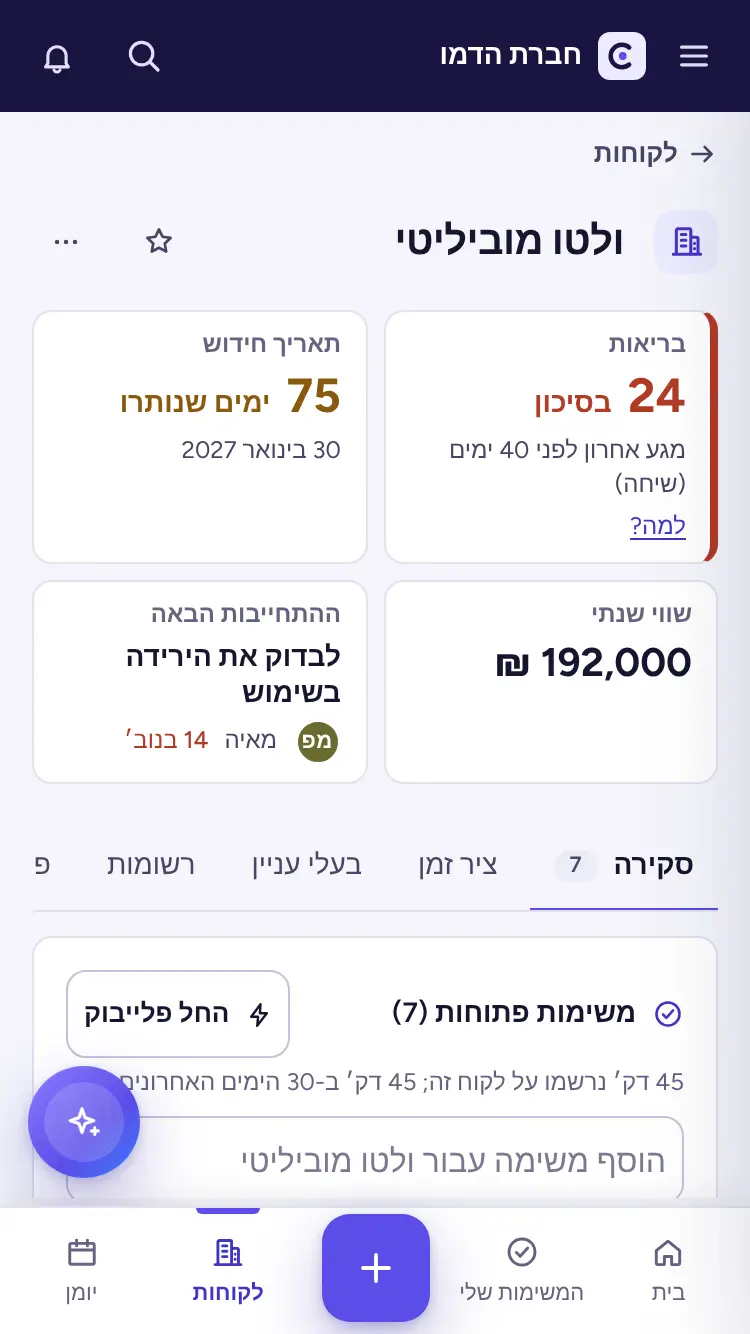 חברת הדמו
לקוחות
ולטו מוביליטי
בריאות
24 בסיכון
מגע אחרון לפני 40 ימים
(שיחה)
למה?
תאריך חידוש
75 ימים שנותרו
30 בינואר 2027
שווי שנתי
192,000 ₪
ההתחייבות הבאה
לבדוק את הירידה
בשימוש
מפ מאיה 14 בנוב׳
סקירה 7 ציר זמן בעלי עניין רשומות פ
משימות פתוחות (7)
החל פלייבוק
45 דק׳ נרשמו על לקוח זה; 45 דק׳ ב-30 הימים האחרונים
הוסף משימה עבור ולטו מוביליטי
בית
המשימות שלי
לקוחות
יומן